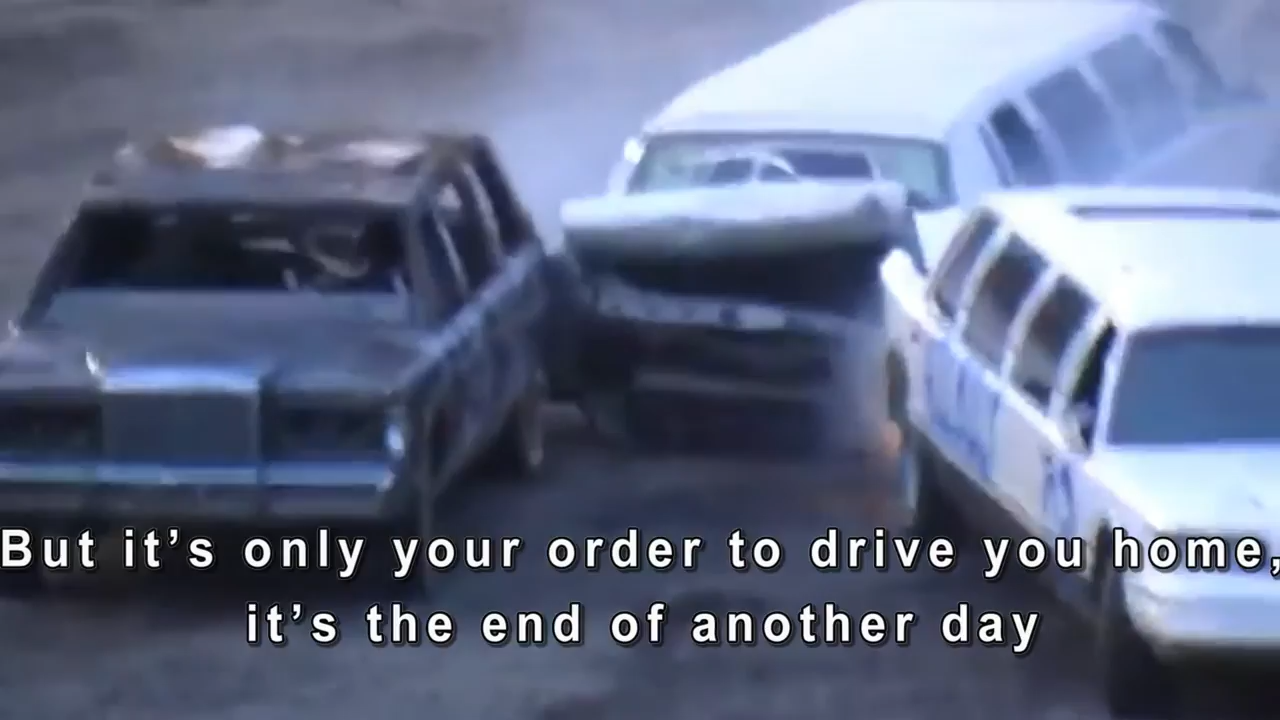 But it’s only your order to drive you home,
it’s the end of another day